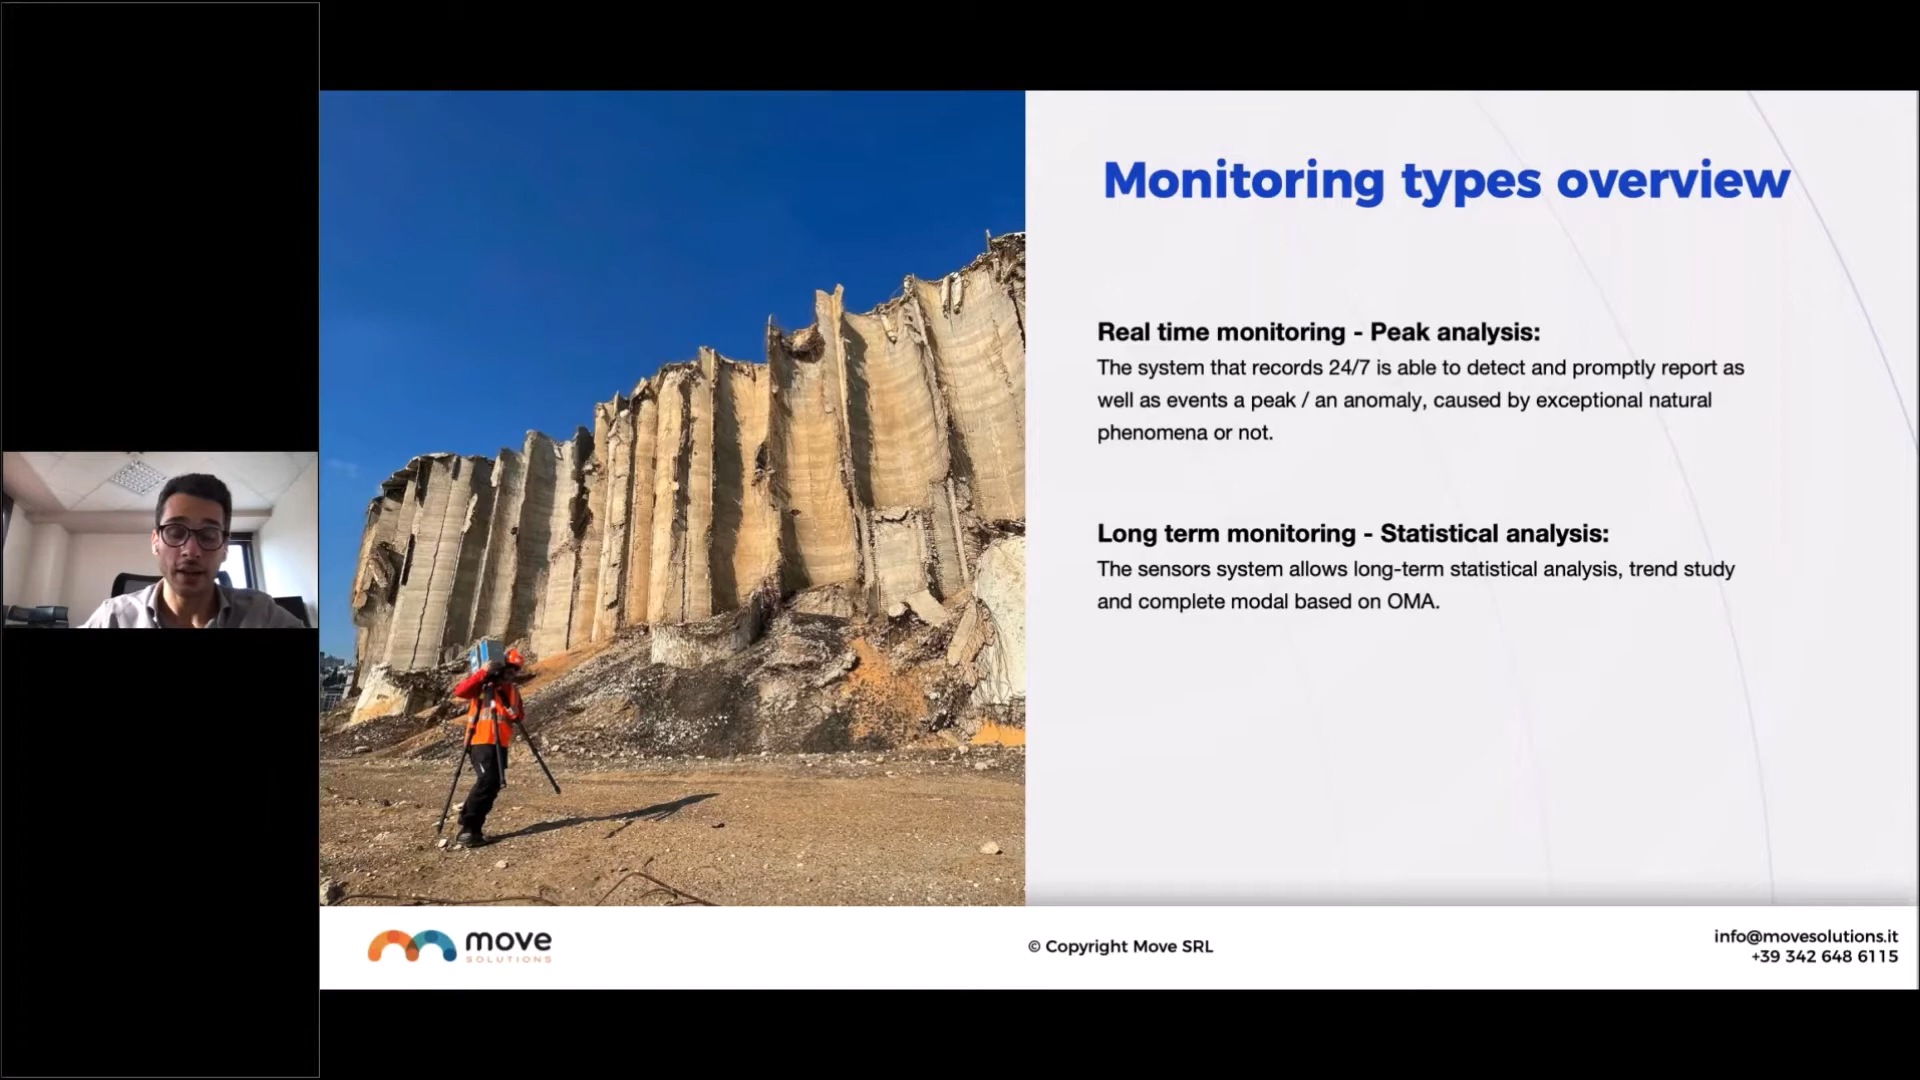 Monitoring types overview
Real time monitoring - Peak analysis:
The system that records 24/7 is able to detect and promptly report as
well as events a peak / an anomaly, caused by exceptional natural
phenomena or not.
Long term monitoring - Statistical analysis:
The sensors system allows long-term statistical analysis, trend study
and complete modal based on OMA.
move
SOLUTIONS
© Copyright Move SRL
info@movesolutions.it
+39 342 648 6115